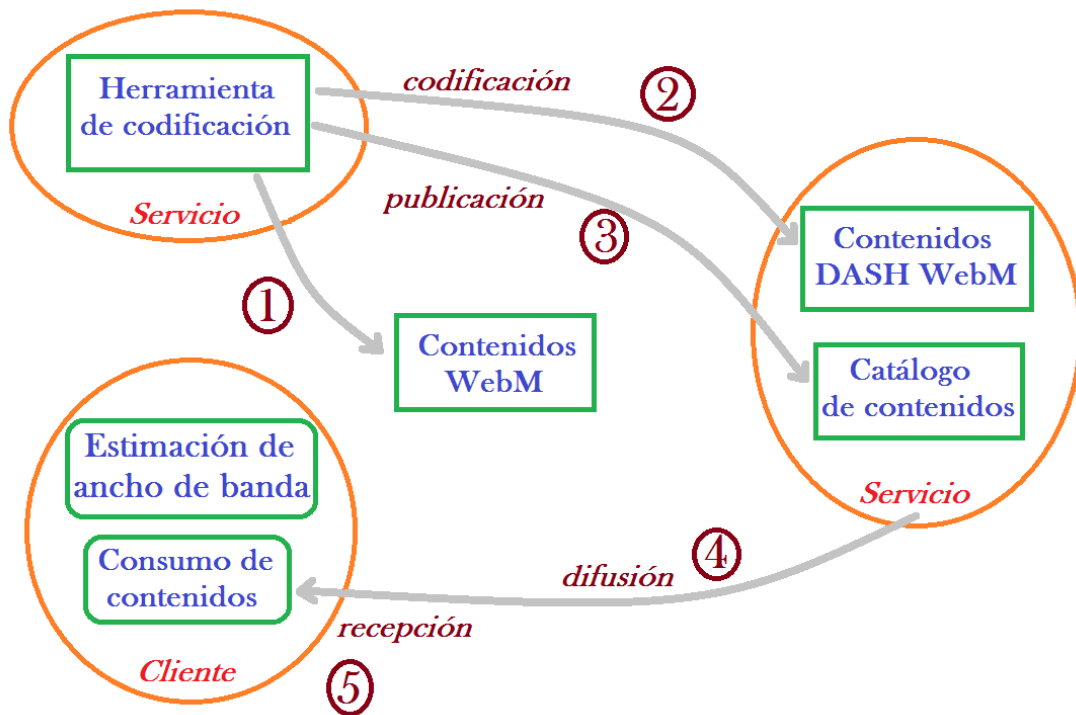 Herramienta
de codificación
Servicio
codificación
2
publicación
3
1
Contenidos
WebM
Contenidos
DASH WebM
Catálogo
de contenidos
Servicio
4
difusión
Estimación de
ancho de banda
Consumo de
contenidos
Cliente
recepción
5